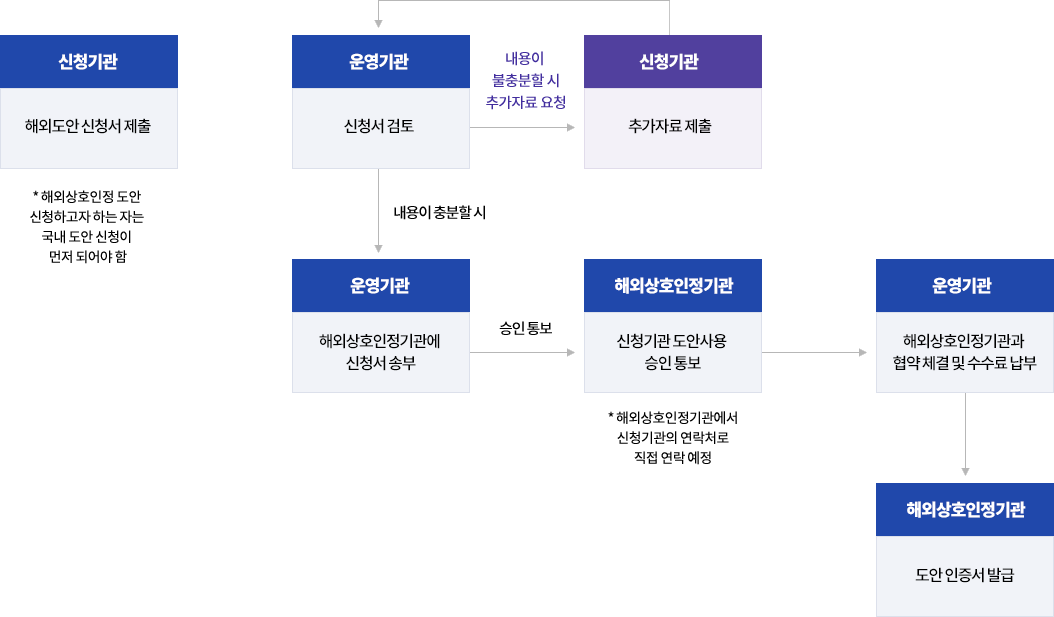 신청기관
해외도안 신청서 제출
* 해외상호인정 도안
신청하고자 하는 자는
국내 도안 신청이
먼저 되어야 함
운영기관
신청서 검토
내용이
불충분할 시
추가자료 요청
신청기관
추가자료 제출
내용이 충분할 시
운영기관
해외상호인정기관에
신청서 송부
승인 통보
해외상호인정기관
신청기관 도안사용
승인 통보
* 해외상호인정기관에서
신청기관의 연락처로
직접 연락 예정
운영기관
해외상호인정기관과
협약 체결 및 수수료 납부
해외상호인정기관
도안 인증서 발급